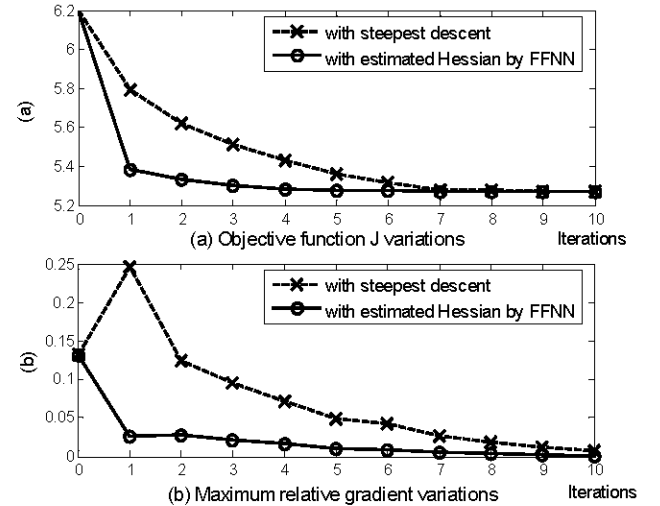 6.2
6
5.8
5.6
5.4
5.2
(a)
with steepest descent
with estimated Hessian by FFNN
0 1 2 3 4 5 6 7 8 9 10
(a) Objective function J variations
Iterations
0.25
0.2
0.15
0.1
0.05
0
(b)
with steepest descent
with estimated Hessian by FFNN
0 1 2 3 4 5 6 7 8 9 10
(b) Maximum relative gradient variations
Iterations